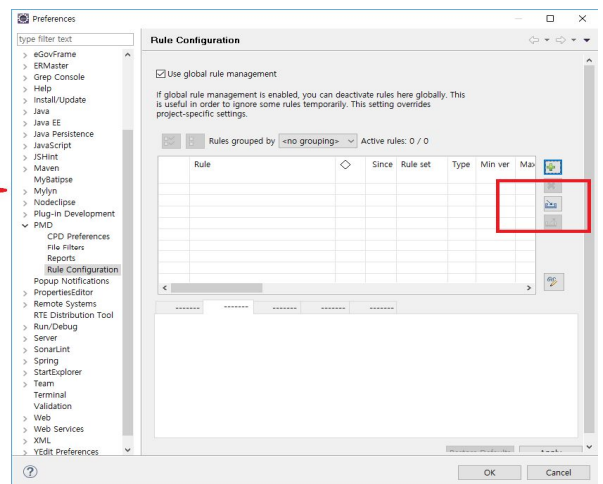 Preferences
type filter text
eGovFrame
ERMaster
Grep Console
Help
Install/Update
Java
Java EE
Java Persistence
JavaScript
JSHint
Maven
MyBatipse
Mylyn
Nodeclipse
Plug-in Development
PMD
CPD Preferences
File Filters
Reports
Rule Configuration
Popup Notifications
PropertiesEditor
Remote Systems
RTE Distribution Tool
Run/Debug
Server
SonarLint
Spring
StartExplorer
Team
Terminal
Validation
Web
Web Services
XML
YEdit Preferences
Rule Configuration
Use global rule management
If global rule management is enabled, you can deactivate rules here globally. This
is useful in order to ignore some rules temporarily. This setting overrides
project-specific settings.
Rules grouped by <no grouping> Active rules: 0 / 0
Rule Since Rule set Type Min ver Max
------- ------- ------- ------- -------
OK Cancel